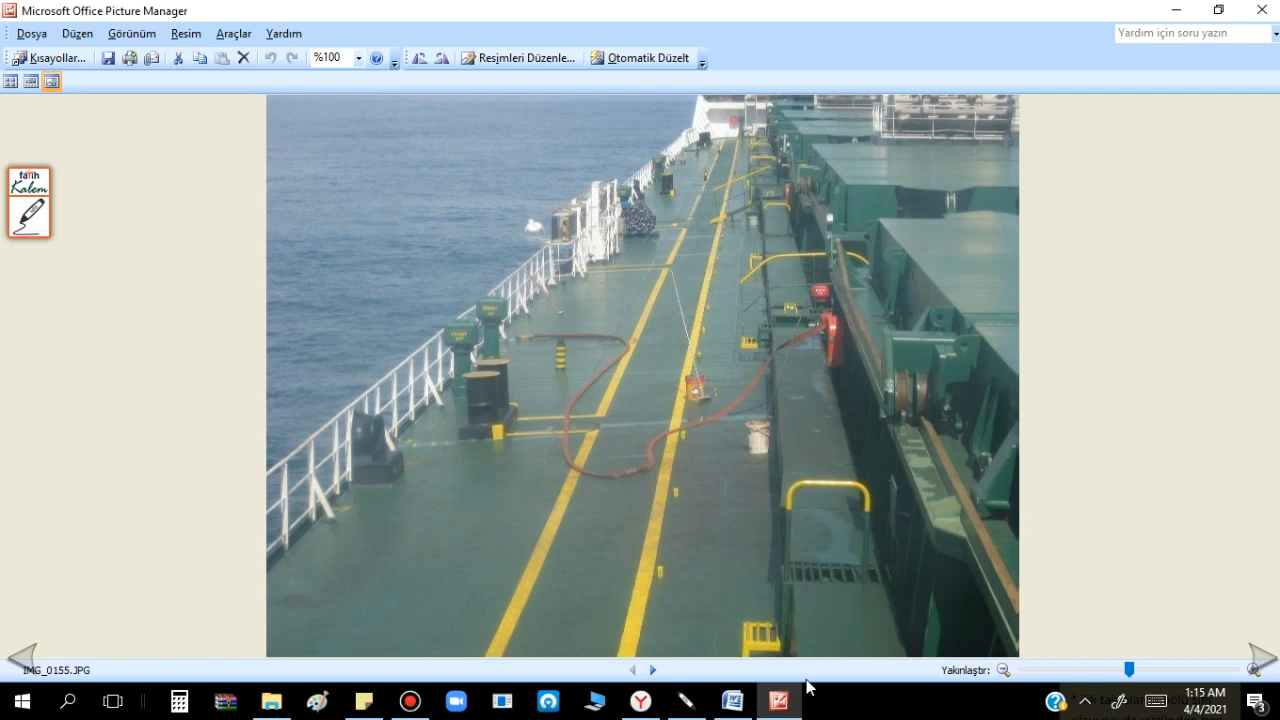 Microsoft Office Picture Manager
Dosya Düzen Görünüm Resim Araçlar Yardım
Yardım için soru yazın
Kısayollar... %100 Resimleri Düzenle... Otomatik Düzelt
fatih
Kalem
IMG_0155.JPG
Yakınlaştır:
1:15 AM
4/4/2021
3